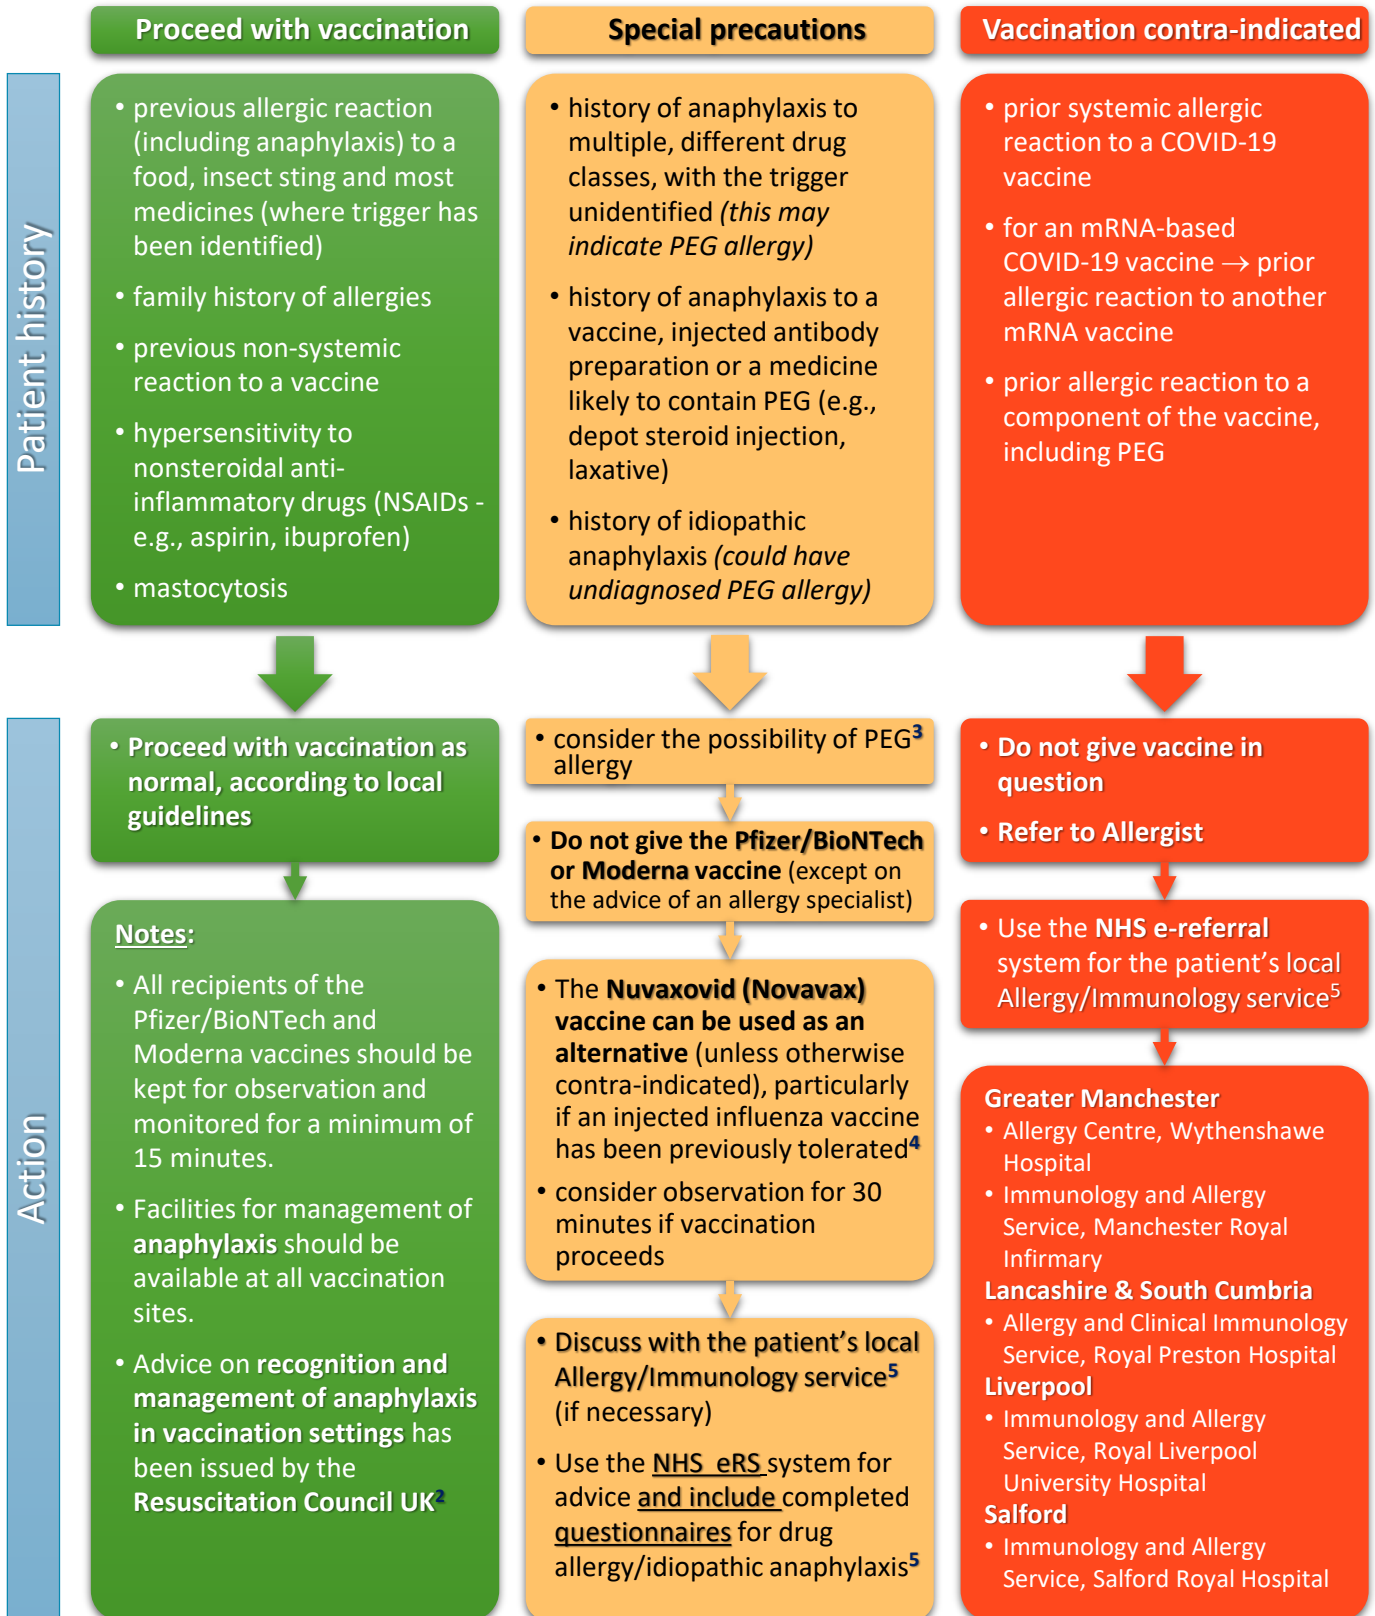 Proceed with vaccination
Special precautions
Vaccination contra-indicated
Patient history
• previous allergic reaction
(including anaphylaxis) to a
food, insect sting and most
medicines (where trigger has
been identified)
• family history of allergies
• previous non-systemic
reaction to a vaccine
• hypersensitivity to
nonsteroidal anti-
inflammatory drugs (NSAIDs -
e.g., aspirin, ibuprofen)
• mastocytosis
• history of anaphylaxis to
multiple, different drug
classes, with the trigger
unidentified (this may
indicate PEG allergy)
• history of anaphylaxis to a
vaccine, injected antibody
preparation or a medicine
likely to contain PEG (e.g.,
depot steroid injection,
laxative)
• history of idiopathic
anaphylaxis (could have
undiagnosed PEG allergy)
• prior systemic allergic
reaction to a COVID-19
vaccine
• for an mRNA-based
COVID-19 vaccine → prior
allergic reaction to another
mRNA vaccine
• prior allergic reaction to a
component of the vaccine,
including PEG
Action
• Proceed with vaccination as
normal, according to local
guidelines
Notes:
• All recipients of the
Pfizer/BioNTech and
Moderna vaccines should be
kept for observation and
monitored for a minimum of
15 minutes.
• Facilities for management of
anaphylaxis should be
available at all vaccination
sites.
• Advice on recognition and
management of anaphylaxis
in vaccination settings has
been issued by the
Resuscitation Council UK²
• consider the possibility of PEG³
allergy
• Do not give the Pfizer/BioNTech
or Moderna vaccine (except on
the advice of an allergy specialist)
• The Nuvaxovid (Novavax)
vaccine can be used as an
alternative (unless otherwise
contra-indicated), particularly
if an injected influenza vaccine
has been previously tolerated⁴
• consider observation for 30
minutes if vaccination
proceeds
• Discuss with the patient's local
Allergy/Immunology service⁵
(if necessary)
• Use the NHS eRS system for
advice and include completed
questionnaires for drug
allergy/idiopathic anaphylaxis⁵
• Do not give vaccine in
question
• Refer to Allergist
• Use the NHS e-referral
system for the patient's local
Allergy/Immunology service⁵
Greater Manchester
• Allergy Centre, Wythenshawe
Hospital
• Immunology and Allergy
Service, Manchester Royal
Infirmary
Lancashire & South Cumbria
• Allergy and Clinical Immunology
Service, Royal Preston Hospital
Liverpool
• Immunology and Allergy
Service, Royal Liverpool
University Hospital
Salford
• Immunology and Allergy
Service, Salford Royal Hospital